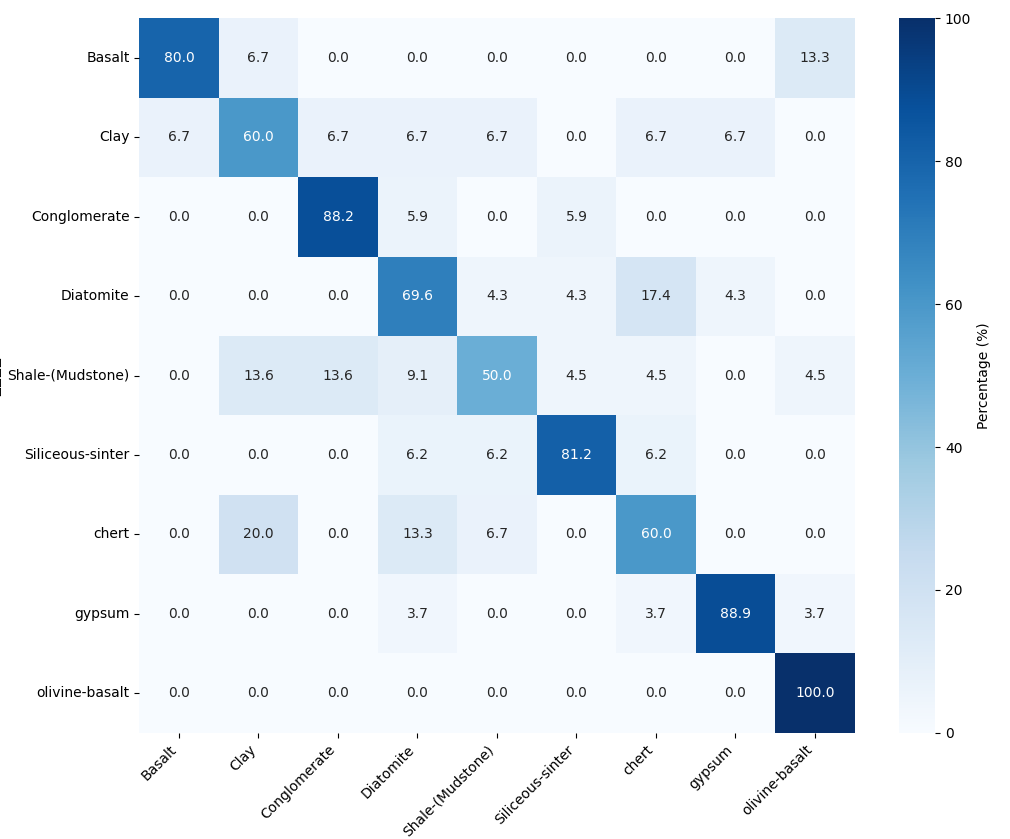 100
Basalt 80.0 6.7 0.0 0.0 0.0 0.0 0.0 0.0 13.3
Clay 6.7 60.0 6.7 6.7 6.7 0.0 6.7 6.7 0.0
80
Conglomerate 0.0 0.0 88.2 5.9 0.0 5.9 0.0 0.0 0.0
Diatomite 0.0 0.0 0.0 69.6 4.3 4.3 17.4 4.3 0.0
60
Shale-(Mudstone) 0.0 13.6 13.6 9.1 50.0 4.5 4.5 0.0 4.5
Percentage (%)
40
Siliceous-sinter 0.0 0.0 0.0 6.2 6.2 81.2 6.2 0.0 0.0
chert 0.0 20.0 0.0 13.3 6.7 0.0 60.0 0.0 0.0
20
gypsum 0.0 0.0 0.0 3.7 0.0 0.0 3.7 88.9 3.7
olivine-basalt 0.0 0.0 0.0 0.0 0.0 0.0 0.0 0.0 100.0
0
Basalt Clay Conglomerate Diatomite Shale-(Mudstone) Siliceous-sinter chert gypsum olivine-basalt